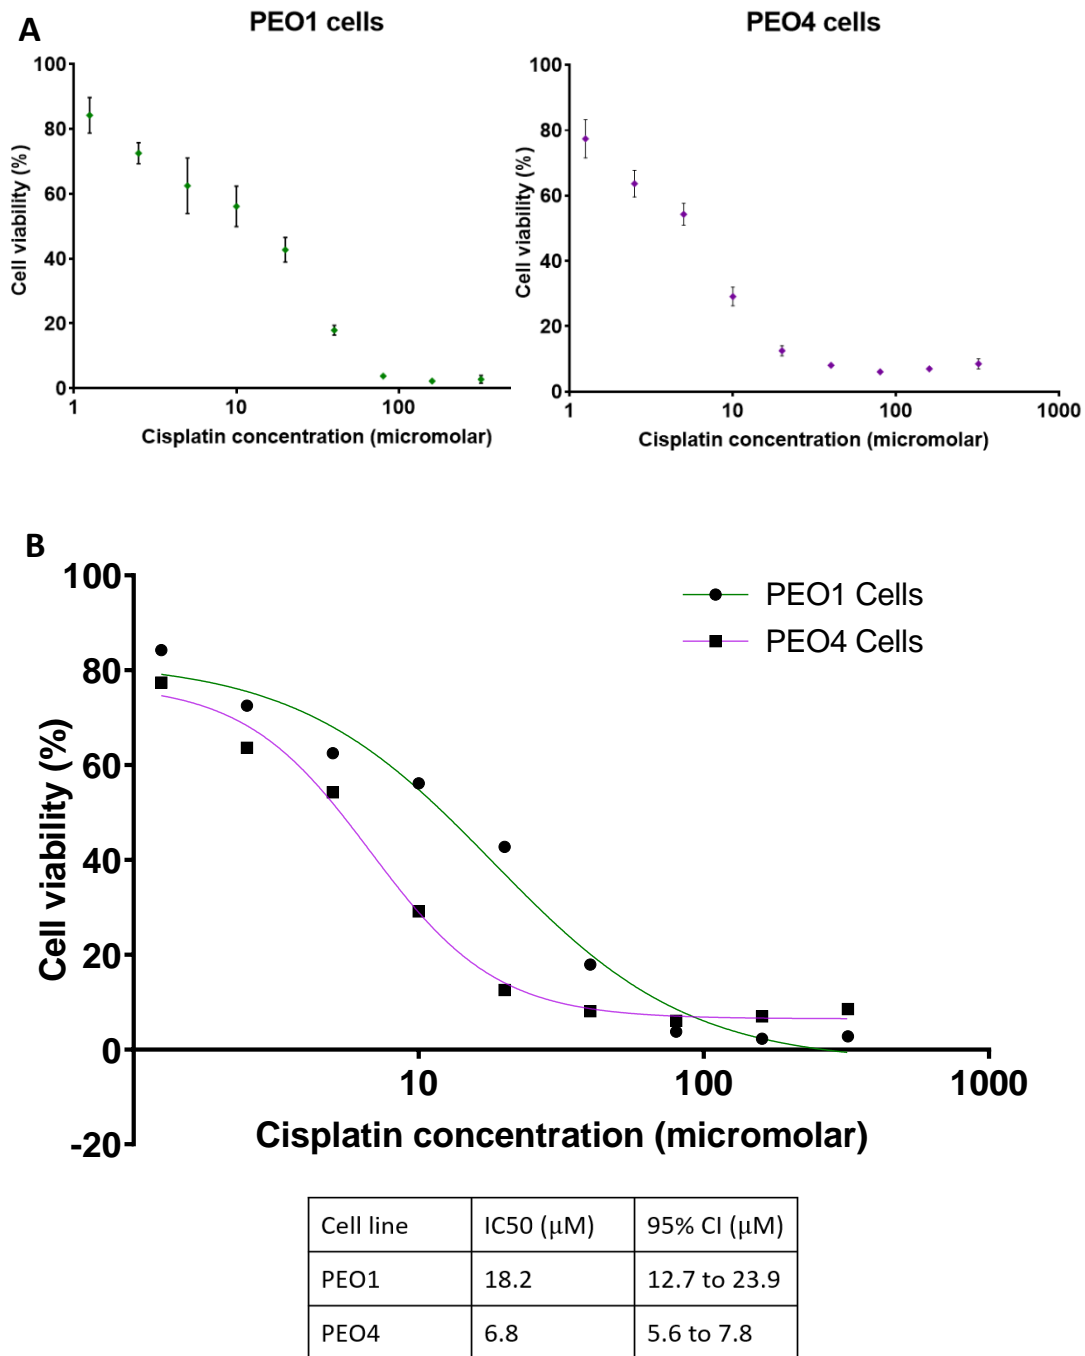 A
PEO1 cells
100
80
60
40
20
0
Cell viability (%)
1
10
100
Cisplatin concentration (micromolar)
PEO4 cells
100
80
60
40
20
0
Cell viability (%)
1
10
100
1000
Cisplatin concentration (micromolar)
B
100
80
60
40
20
0
-20
Cell viability (%)
PEO1 Cells
PEO4 Cells
10
100
1000
Cisplatin concentration (micromolar)
Cell line IC50 (μM) 95% CI (μM)
PEO1 18.2 12.7 to 23.9
PEO4 6.8 5.6 to 7.8